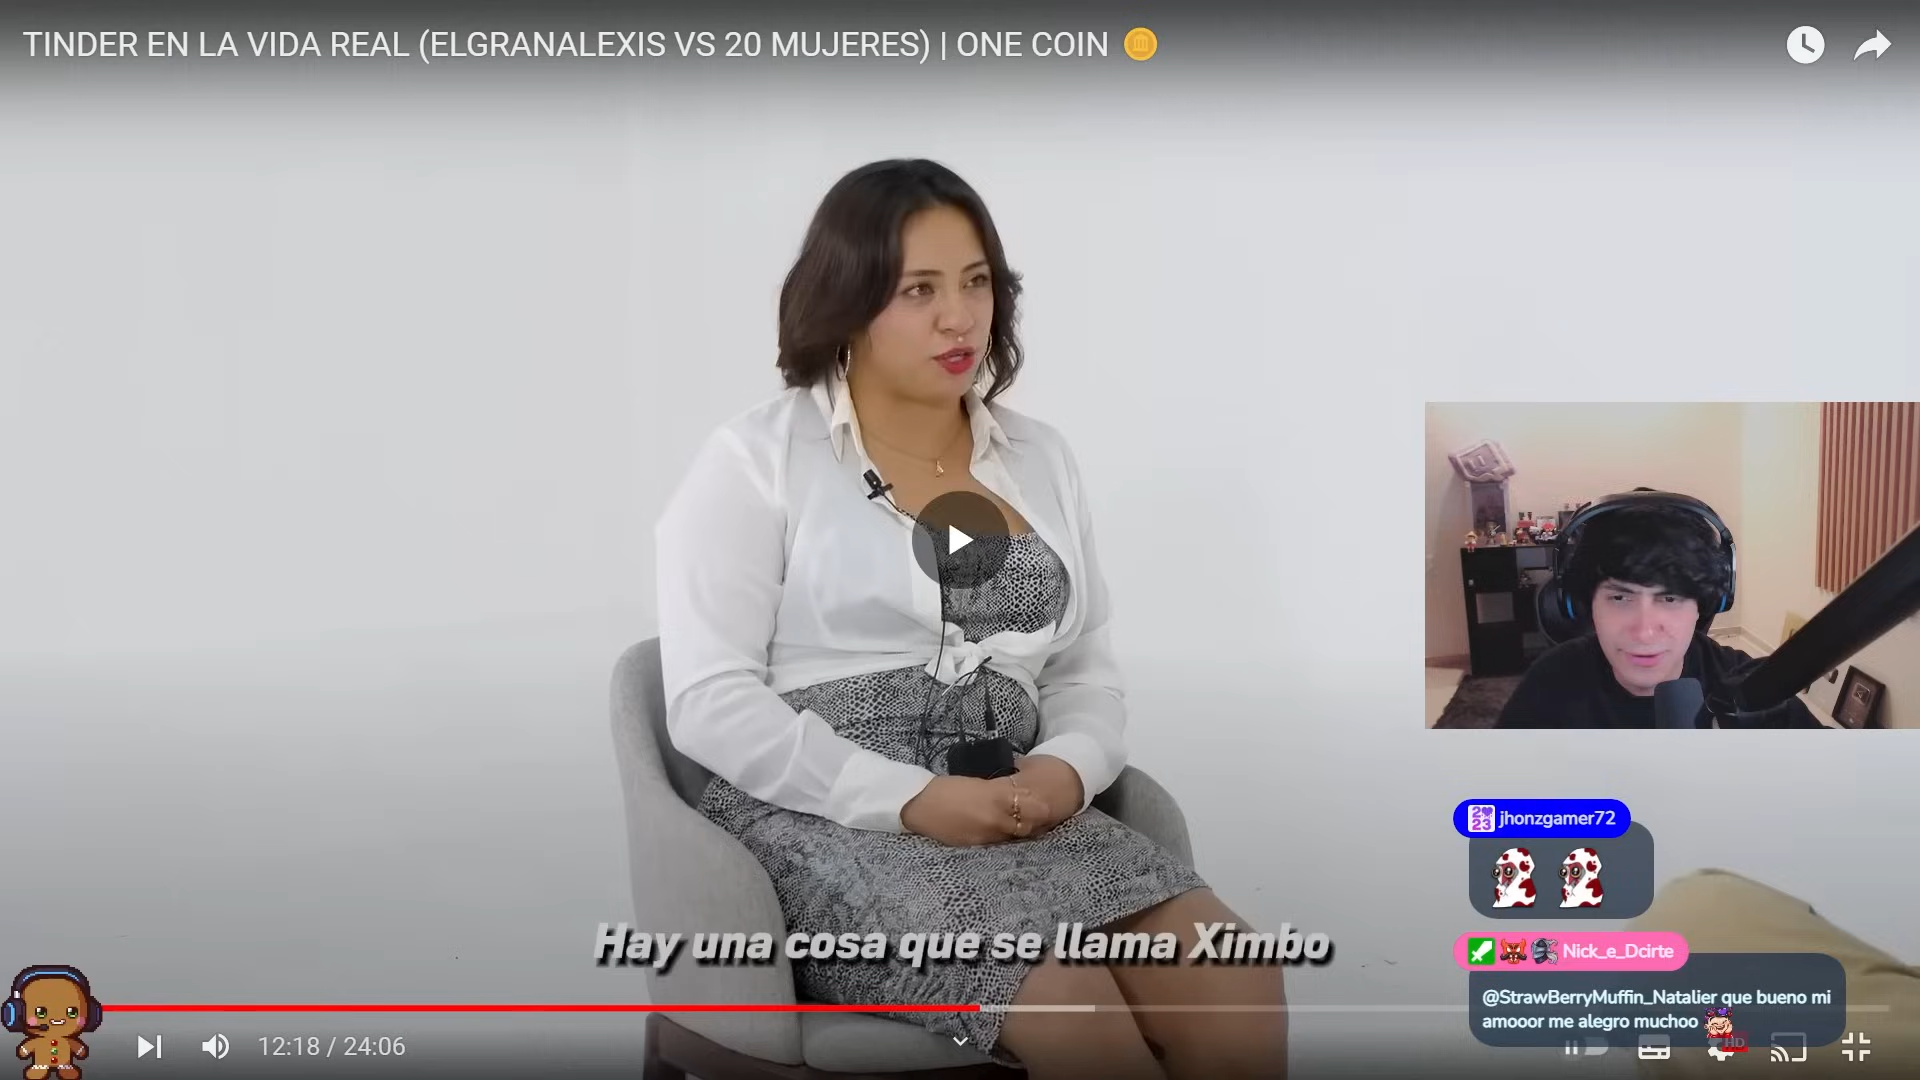 TINDER EN LA VIDA REAL (ELGRANALEXIS VS 20 MUJERES) | ONE COIN
jhonzgamer72
Hay una cosa que se llama Ximbo
Nick_e_Dcirte
@StrawBerryMuffin_Natalier que bueno mi
amooor me alegro muchoo
12:18 / 24:06
HD